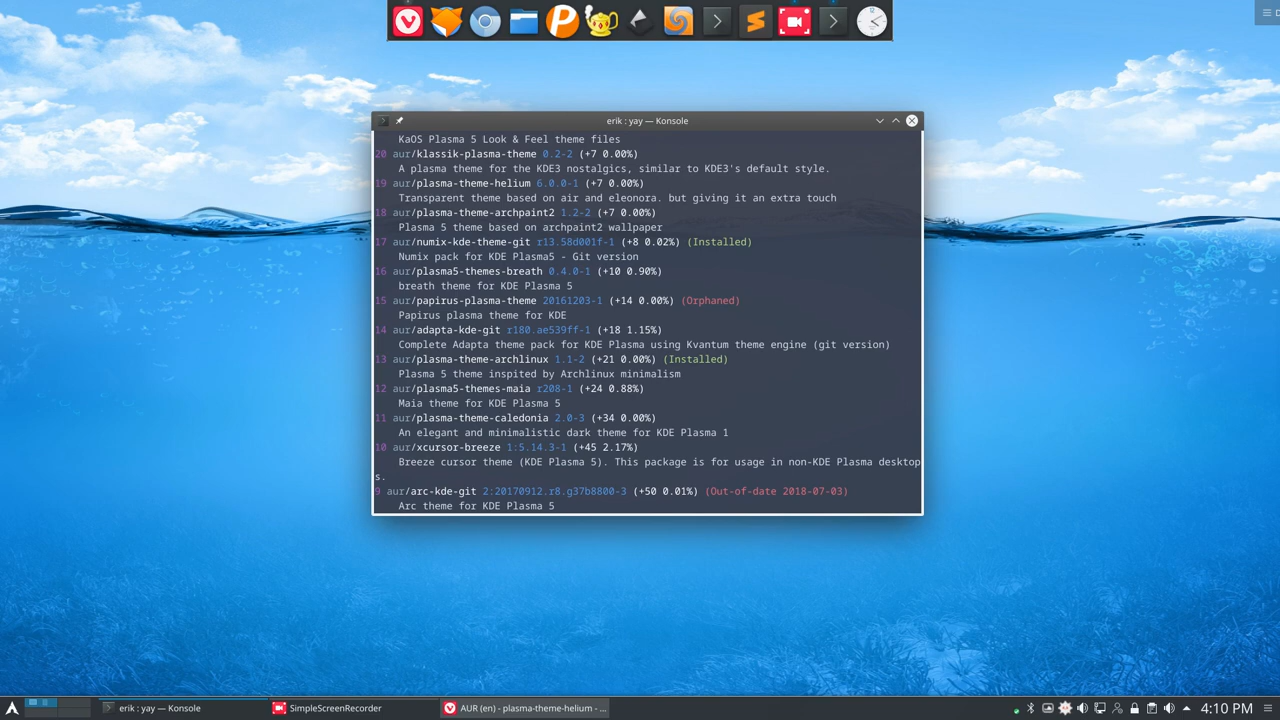 erik : yay — Konsole
KaOS Plasma 5 Look & Feel theme files
20 aur/klassik-plasma-theme 0.2-2 (+7 0.00%)
A plasma theme for the KDE3 nostalgics, similar to KDE3's default style.
19 aur/plasma-theme-helium 6.0.0-1 (+7 0.00%)
Transparent theme based on air and eleonora. but giving it an extra touch
18 aur/plasma-theme-archpaint2 1.2-2 (+7 0.00%)
Plasma 5 theme based on archpaint2 wallpaper
17 aur/numix-kde-theme-git r13.58d001f-1 (+8 0.02%) (Installed)
Numix pack for KDE Plasma5 - Git version
16 aur/plasma5-themes-breath 0.4.0-1 (+10 0.90%)
breath theme for KDE Plasma 5
15 aur/papirus-plasma-theme 20161203-1 (+14 0.00%) (Orphaned)
Papirus plasma theme for KDE
14 aur/adapta-kde-git r180.ae539ff-1 (+18 1.15%)
Complete Adapta theme pack for KDE Plasma using Kvantum theme engine (git version)
13 aur/plasma-theme-archlinux 1.1-2 (+21 0.00%) (Installed)
Plasma 5 theme inspited by Archlinux minimalism
12 aur/plasma5-themes-maia r208-1 (+24 0.88%)
Maia theme for KDE Plasma 5
11 aur/plasma-theme-caledonia 2.0-3 (+34 0.00%)
An elegant and minimalistic dark theme for KDE Plasma 1
10 aur/xcursor-breeze 1:5.14.3-1 (+45 2.17%)
Breeze cursor theme (KDE Plasma 5). This package is for usage in non-KDE Plasma desktop
s.
9 aur/arc-kde-git 2:20170912.r8.g37b8800-3 (+50 0.01%) (Out-of-date 2018-07-03)
Arc theme for KDE Plasma 5
erik : yay — Konsole
SimpleScreenRecorder
AUR (en) - plasma-theme-helium - ...
4:10 PM